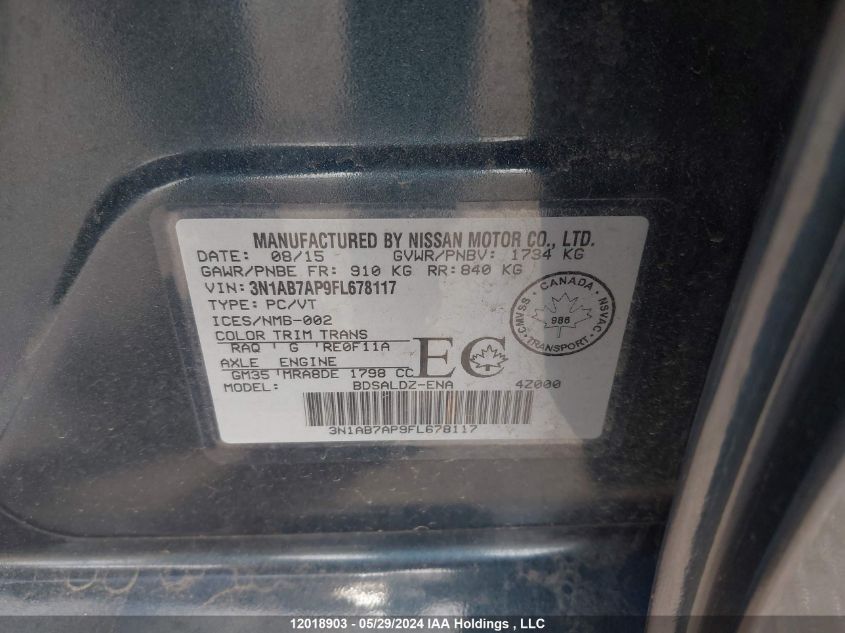 MANUFACTURED BY NISSAN MOTOR CO., LTD.
DATE: 08/15 GVWR/PNBV: 1734 KG
GAWR/PNBE FR: 910 KG RR:840 KG
VIN: 3N1AB7AP9FL678117
TYPE: PC/VT
ICES/NMB-002
COLOR TRIM TRANS
RAQ ' G 'RE0F11A
AXLE ENGINE
GM35 'MRA8DE 1798 CC
MODEL: BDSALDZ-ENA 4Z000
EC
CANADA
CMVSS 986 NSVAC
TRANSPORT
3N1AB7AP9FL678117
12018903 - 05/29/2024 IAA Holdings , LLC